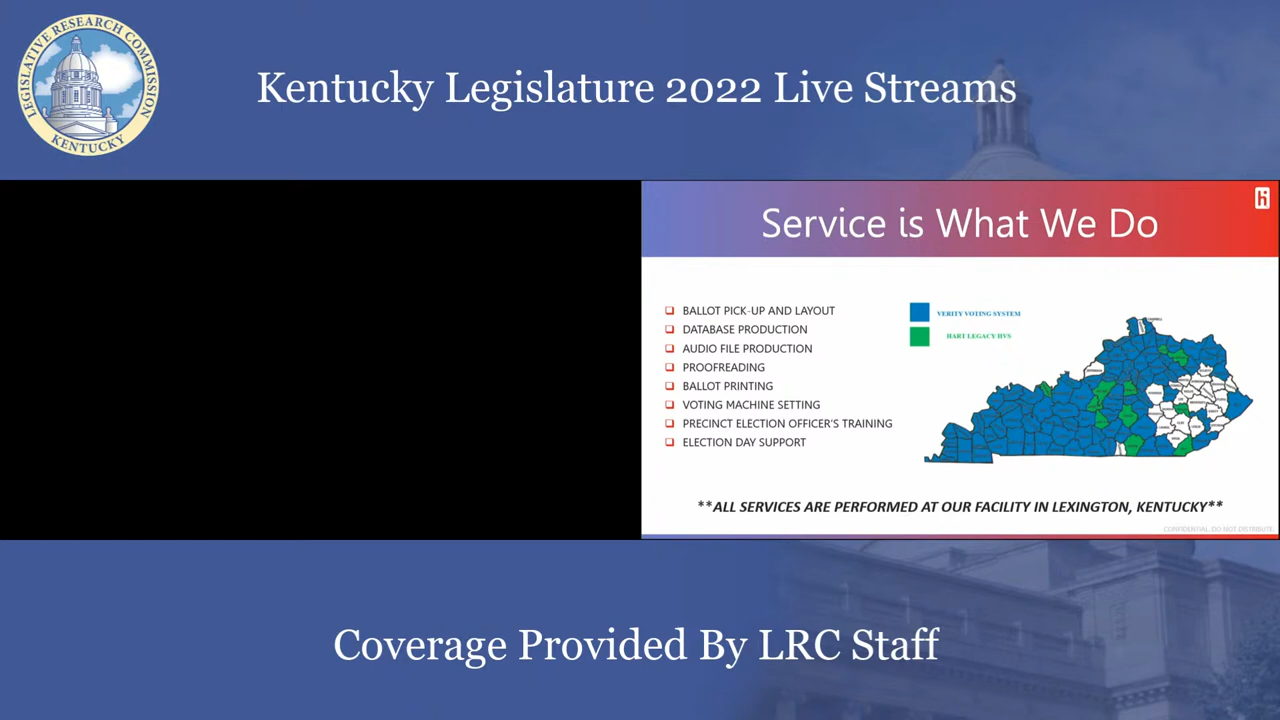 LEGISLATIVE RESEARCH COMMISSION
KENTUCKY
Kentucky Legislature 2022 Live Streams
Service is What We Do
BALLOT PICK-UP AND LAYOUT
DATABASE PRODUCTION
AUDIO FILE PRODUCTION
PROOFREADING
BALLOT PRINTING
VOTING MACHINE SETTING
PRECINCT ELECTION OFFICER'S TRAINING
ELECTION DAY SUPPORT
VERITY VOTING SYSTEM
HART LEGACY HVS
**ALL SERVICES ARE PERFORMED AT OUR FACILITY IN LEXINGTON, KENTUCKY**
CONFIDENTIAL. DO NOT DISTRIBUTE.
Coverage Provided By LRC Staff